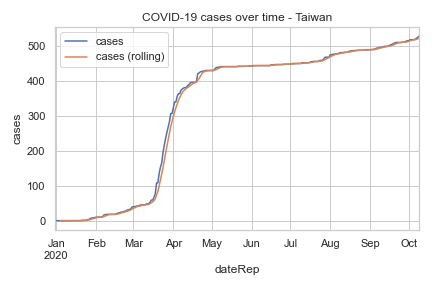 COVID-19 cases over time - Taiwan
cases
cases (rolling)
500
400
300
200
100
0
cases
Jan Feb Mar Apr May Jun Jul Aug Sep Oct
2020
dateRep